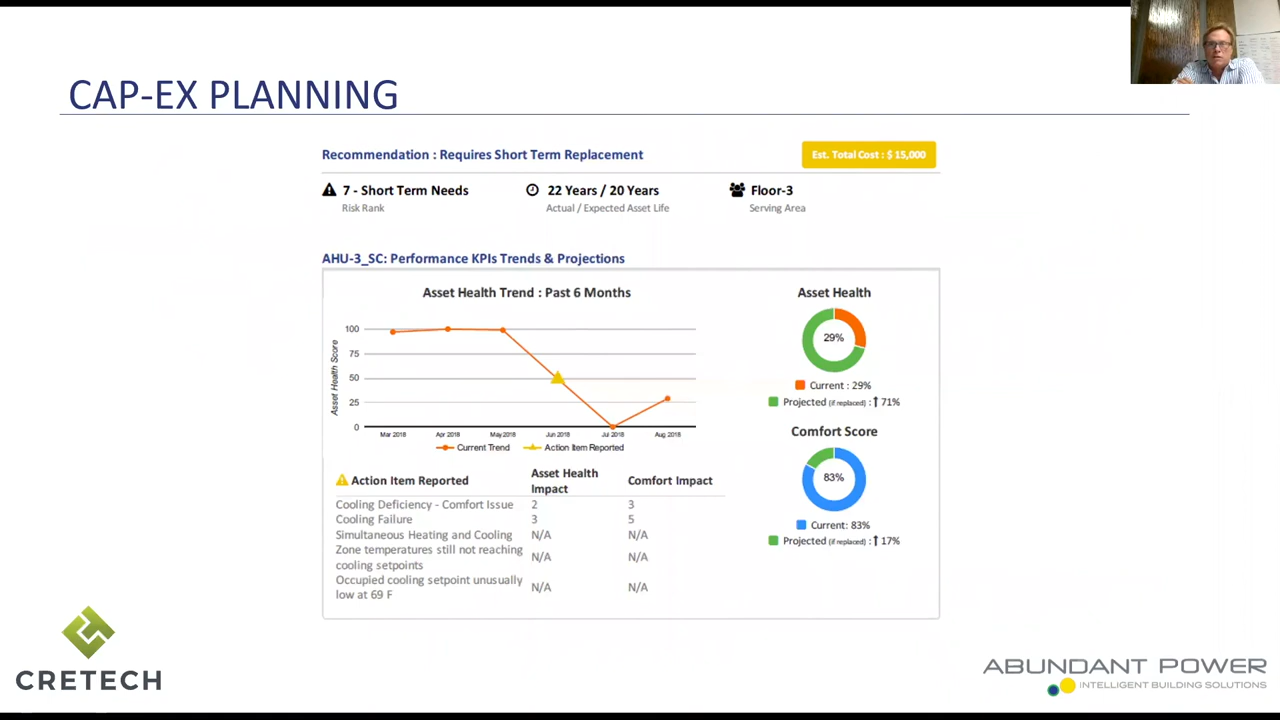 CAP-EX PLANNING
Recommendation : Requires Short Term Replacement
Est. Total Cost : $ 15,000
7 - Short Term Needs
22 Years / 20 Years
Floor-3
Risk Rank
Actual / Expected Asset Life
Serving Area
AHU-3_SC: Performance KPIs Trends & Projections
Asset Health Trend : Past 6 Months
Asset Health Score
100
75
50
25
0
Mar 2018
Apr 2018
May 2018
Jun 2018
Jul 2018
Aug 2018
Current Trend
Action Item Reported
Asset Health
29%
Current : 29%
Projected (if replaced) : ⬆ 71%
Comfort Score
83%
Current: 83%
Projected (if replaced) : ⬆ 17%
Action Item Reported
Asset Health
Impact
Comfort Impact
Cooling Deficiency - Comfort Issue 2 3
Cooling Failure 3 5
Simultaneous Heating and Cooling N/A N/A
Zone temperatures still not reaching
cooling setpoints
N/A N/A
Occupied cooling setpoint unusually
low at 69 F
N/A N/A
CRETECH
ABUNDANT POWER
INTELLIGENT BUILDING SOLUTIONS